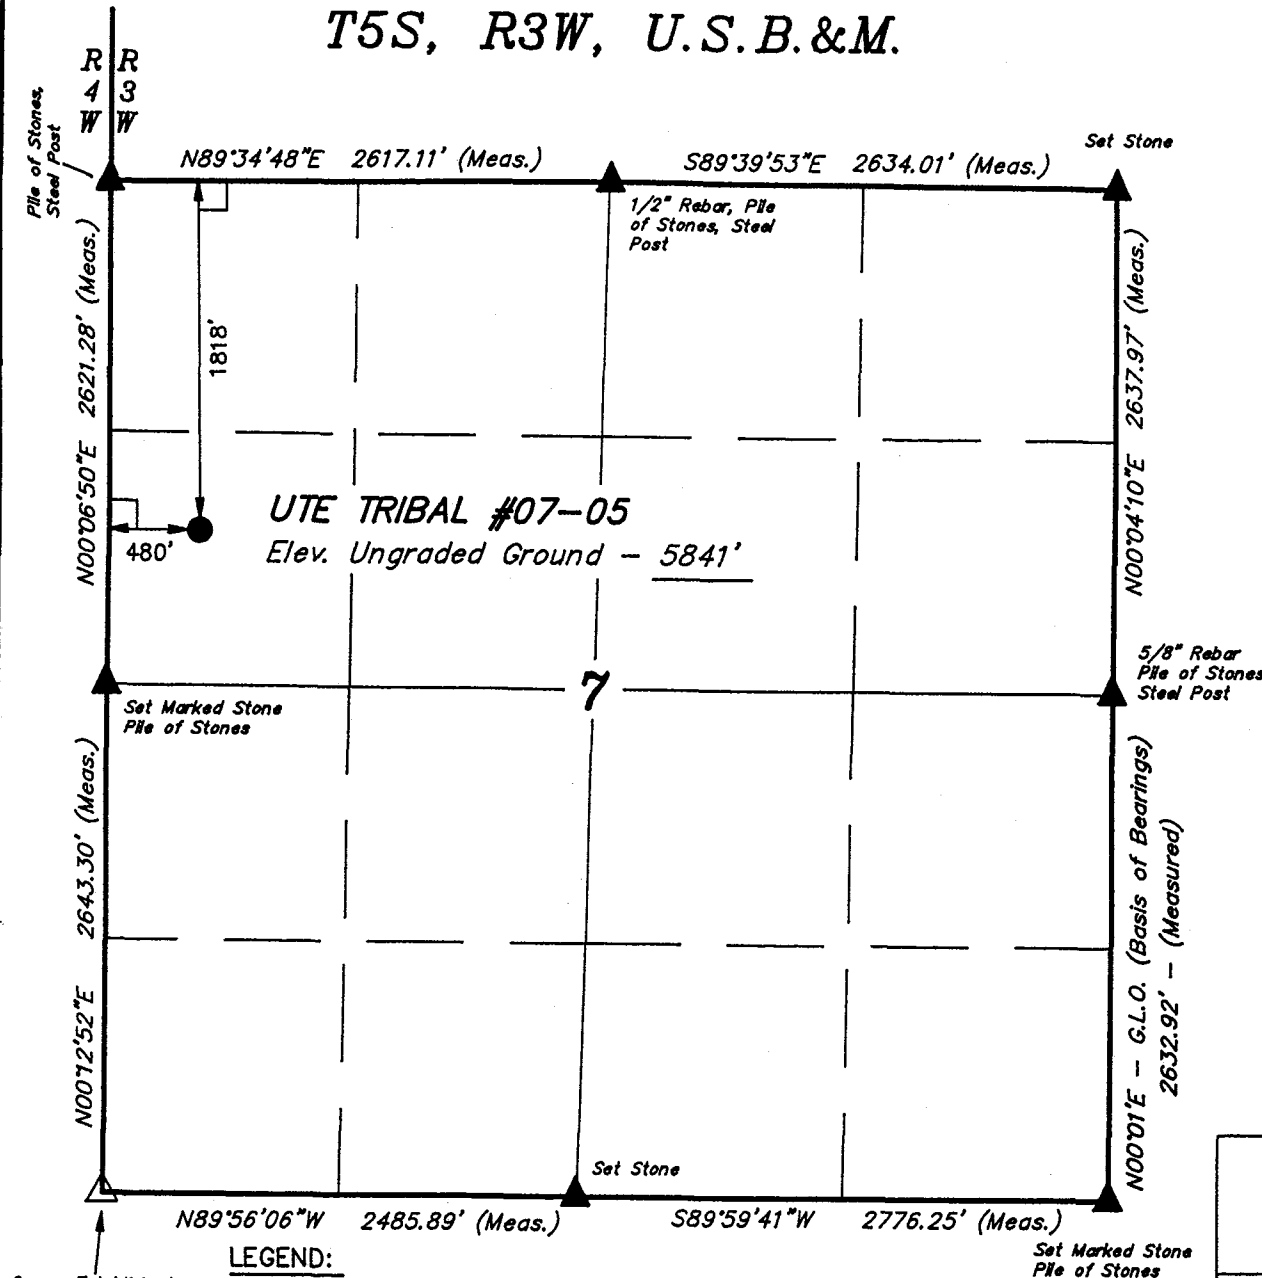 T5S, R3W, U.S.B.&M.
R R
4 3
W W
Pile of Stones,
Steel Post
N89°34'48"E 2617.11' (Meas.)
S89°39'53"E 2634.01' (Meas.)
Set Stone
1/2" Rebar, Pile
of Stones, Steel
Post
N00°06'50"E 2621.28' (Meas.)
1818'
N00°04'10"E 2637.97' (Meas.)
480'
UTE TRIBAL #07-05
Elev. Ungraded Ground - 5841'
7
5/8" Rebar
Pile of Stones
Steel Post
Set Marked Stone
Pile of Stones
N00°12'52"E 2643.30' (Meas.)
N00°01'E - G.L.O. (Basis of Bearings)
2632.92' - (Measured)
Set Stone
N89°56'06"W 2485.89' (Meas.)
S89°59'41"W 2776.25' (Meas.)
LEGEND:
Set Marked Stone
Pile of Stones